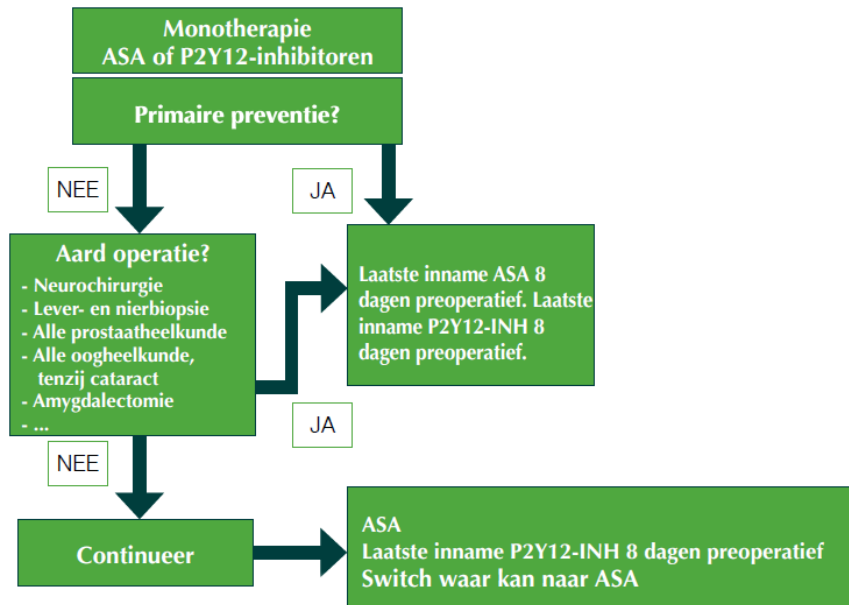 Monotherapie
ASA of P2Y12-inhibitoren
Primaire preventie?
NEE
JA
Aard operatie?
- Neurochirurgie
- Lever- en nierbiopsie
- Alle prostaatheelkunde
- Alle oogheelkunde,
tenzij cataract
- Amygdalectomie
- ...
Laatste inname ASA 8
dagen preoperatief. Laatste
inname P2Y12-INH 8
dagen preoperatief.
JA
NEE
Continueer
ASA
Laatste inname P2Y12-INH 8 dagen preoperatief
Switch waar kan naar ASA